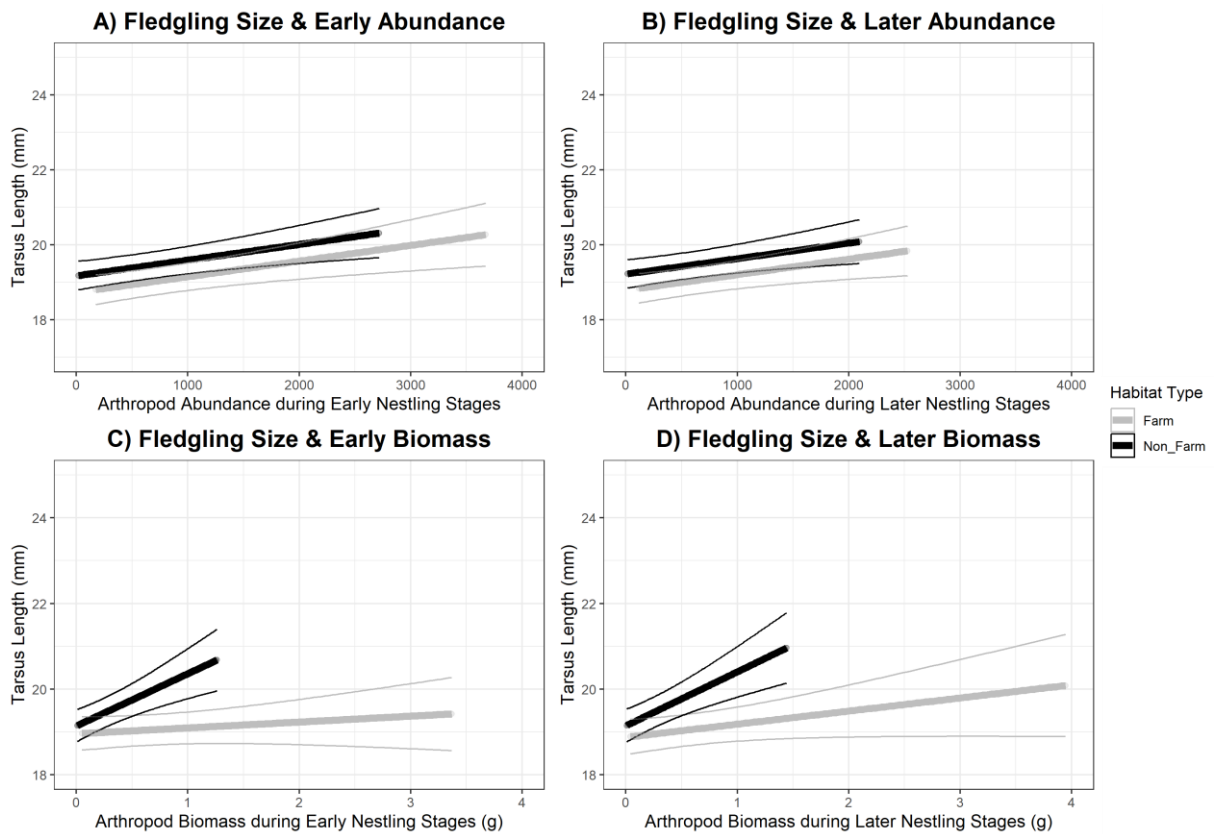 A) Fledgling Size & Early Abundance
Tarsus Length (mm)
24
22
20
18
0 1000 2000 3000 4000
Arthropod Abundance during Early Nestling Stages
B) Fledgling Size & Later Abundance
Tarsus Length (mm)
24
22
20
18
0 1000 2000 3000 4000
Arthropod Abundance during Later Nestling Stages
C) Fledgling Size & Early Biomass
Tarsus Length (mm)
24
22
20
18
0 1 2 3 4
Arthropod Biomass during Early Nestling Stages (g)
D) Fledgling Size & Later Biomass
Tarsus Length (mm)
24
22
20
18
0 1 2 3 4
Arthropod Biomass during Later Nestling Stages (g)
Habitat Type
Farm
Non_Farm